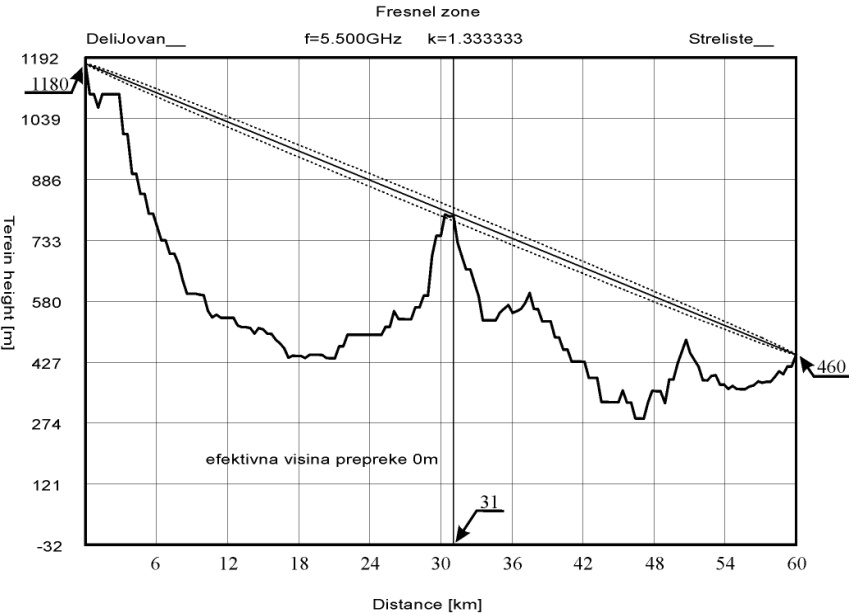 Fresnel zone
DeliJovan__ f=5.500GHz k=1.333333 Streliste__
1192
1180
1039
886
733
580
427
274
121
-32
Terein height [m]
460
efektivna visina prepreke 0m
31
6 12 18 24 30 36 42 48 54 60
Distance [km]